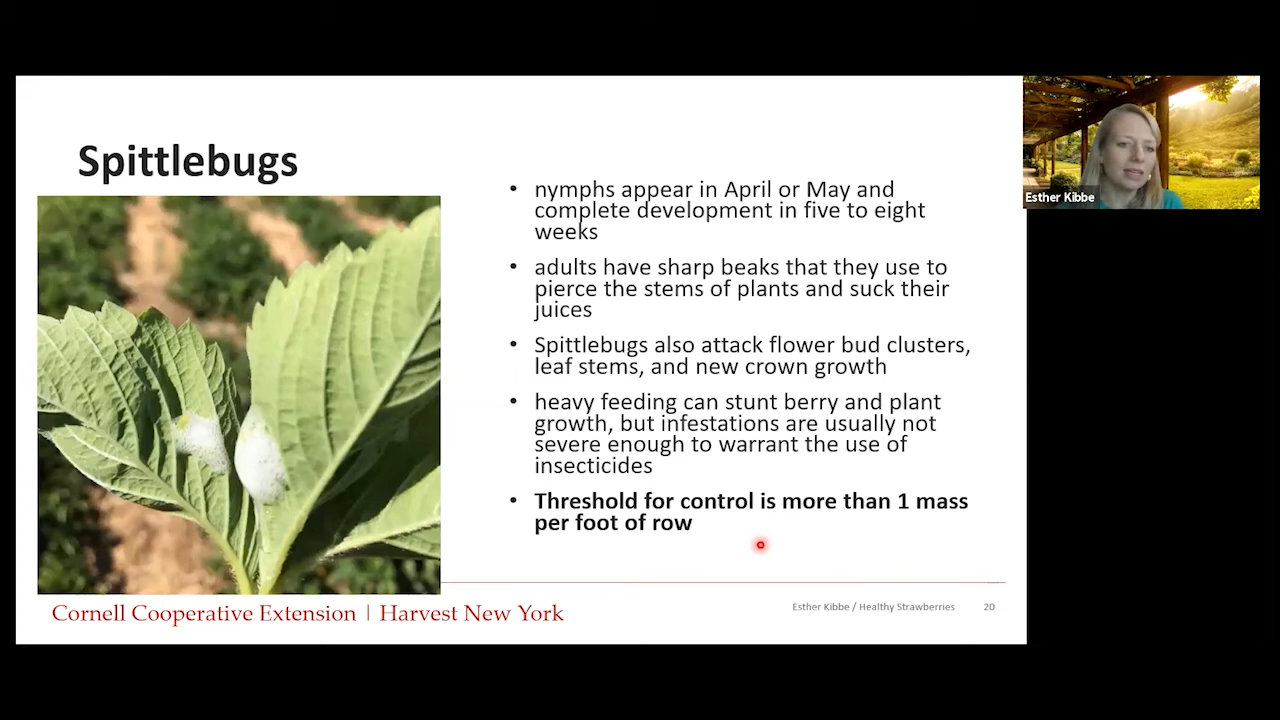 Spittlebugs
• nymphs appear in April or May and
complete development in five to eight
weeks
• adults have sharp beaks that they use to
pierce the stems of plants and suck their
juices
• Spittlebugs also attack flower bud clusters,
leaf stems, and new crown growth
• heavy feeding can stunt berry and plant
growth, but infestations are usually not
severe enough to warrant the use of
insecticides
• Threshold for control is more than 1 mass
per foot of row
Cornell Cooperative Extension | Harvest New York
Esther Kibbe / Healthy Strawberries
20
Esther Kibbe